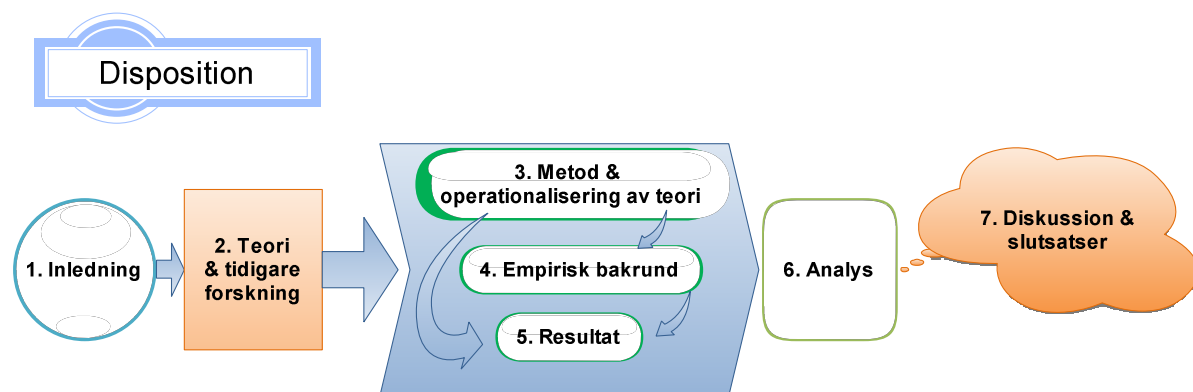 Disposition
1. Inledning
2. Teori
& tidigare
forskning
3. Metod &
operationalisering av teori
4. Empirisk bakrund
5. Resultat
6. Analys
7. Diskussion &
slutsatser